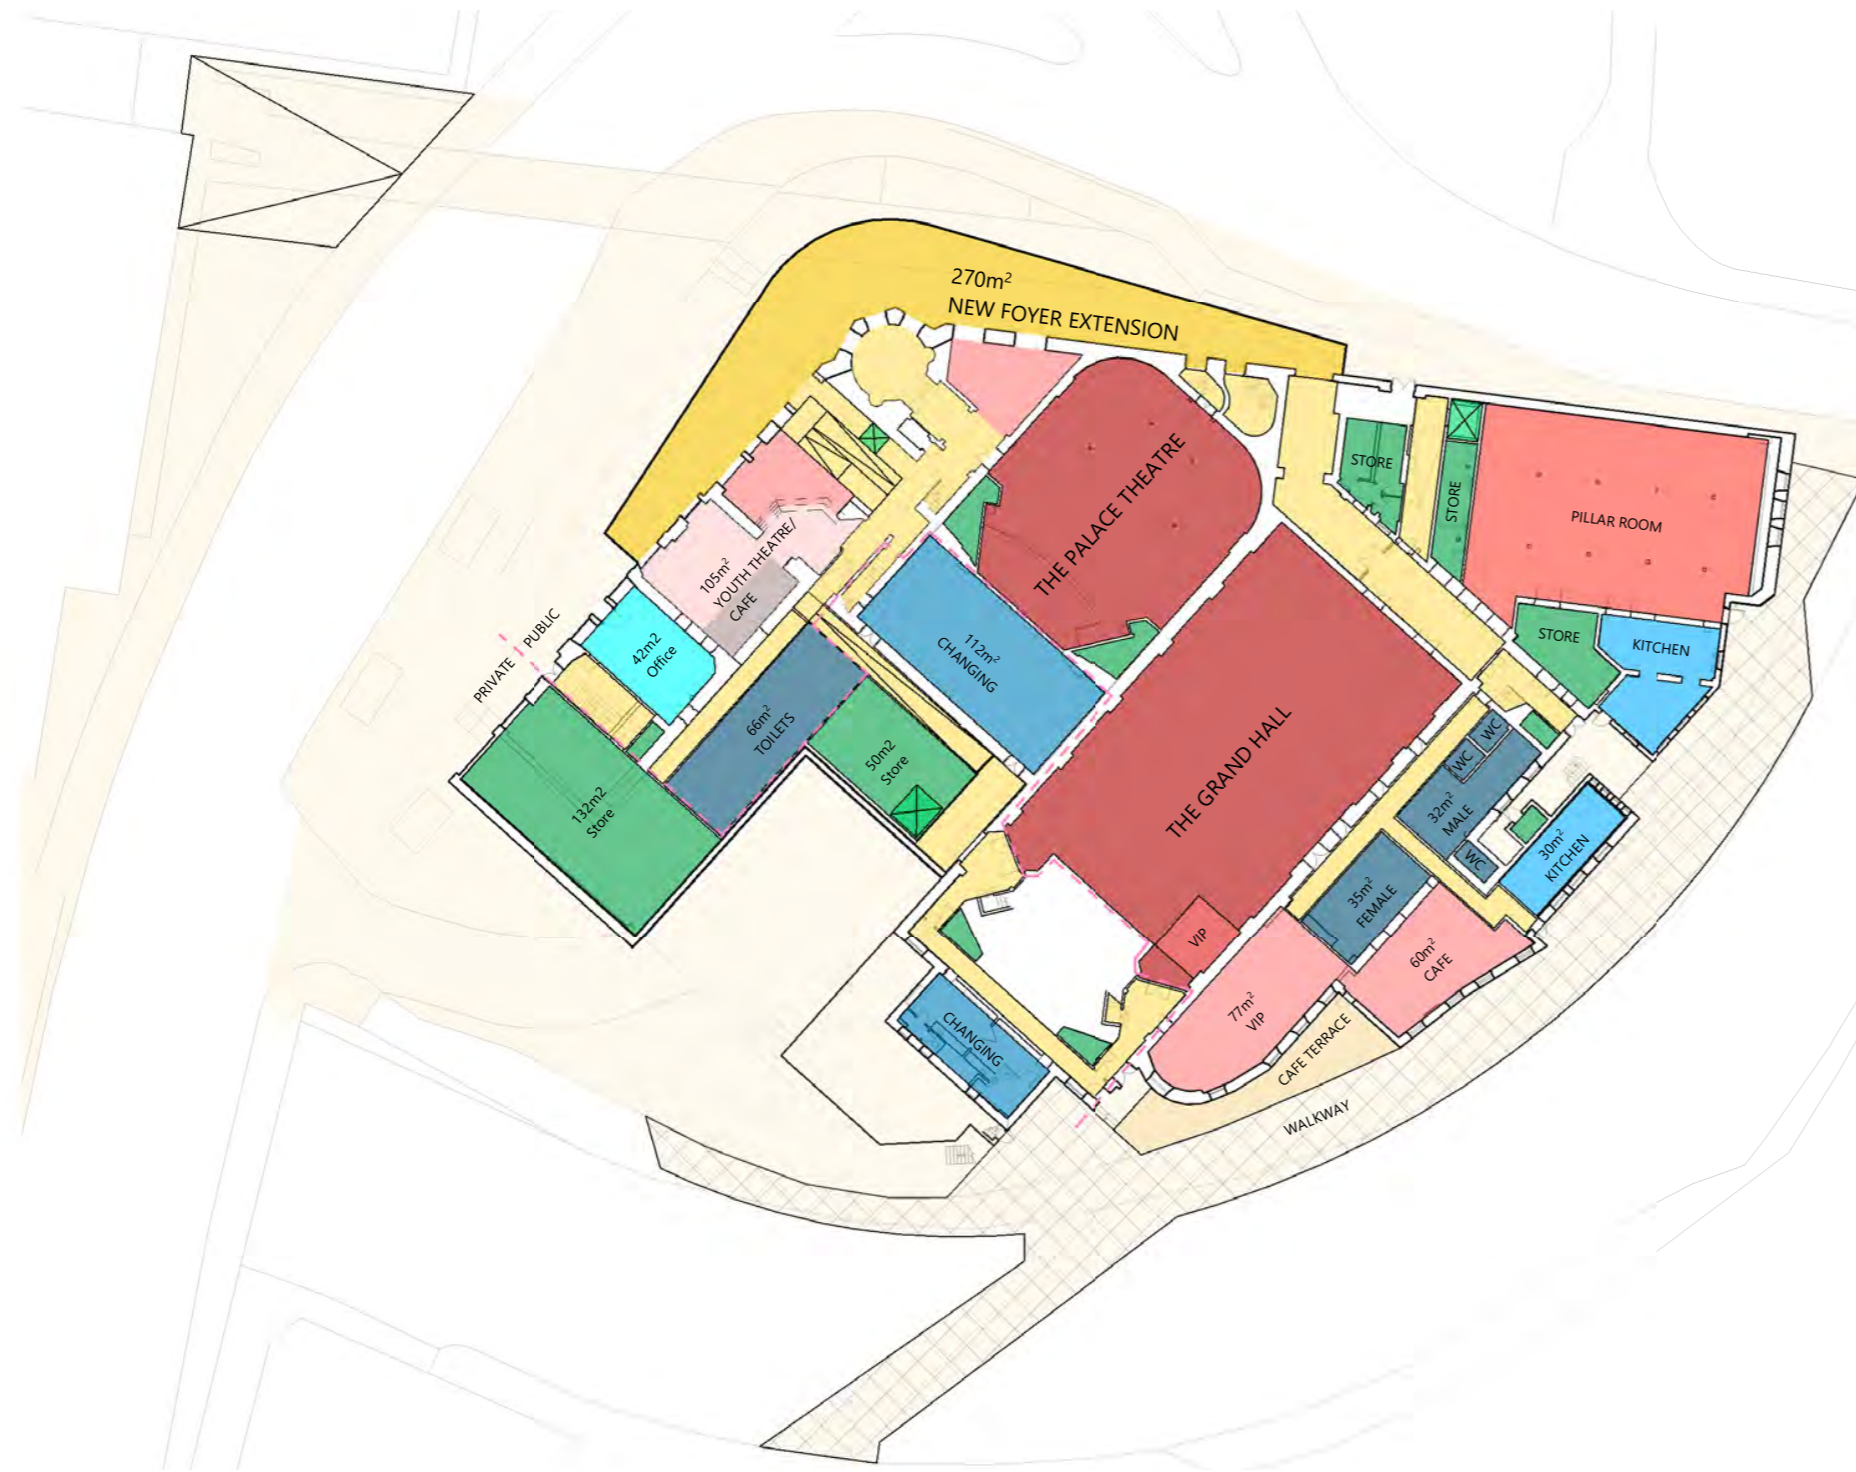 270m²
NEW FOYER EXTENSION
THE PALACE THEATRE
STORE
STORE
PILLAR ROOM
105m²
YOUTH THEATRE/
CAFE
PRIVATE
PUBLIC
42m2
Office
112m²
CHANGING
STORE
KITCHEN
66m²
TOILETS
50m2
Store
132m2
Store
THE GRAND HALL
WC
WC
32m²
MALE
WC
30m²
KITCHEN
35m²
FEMALE
VIP
60m²
CAFE
77m²
VIP
CHANGING
CAFE TERRACE
WALKWAY